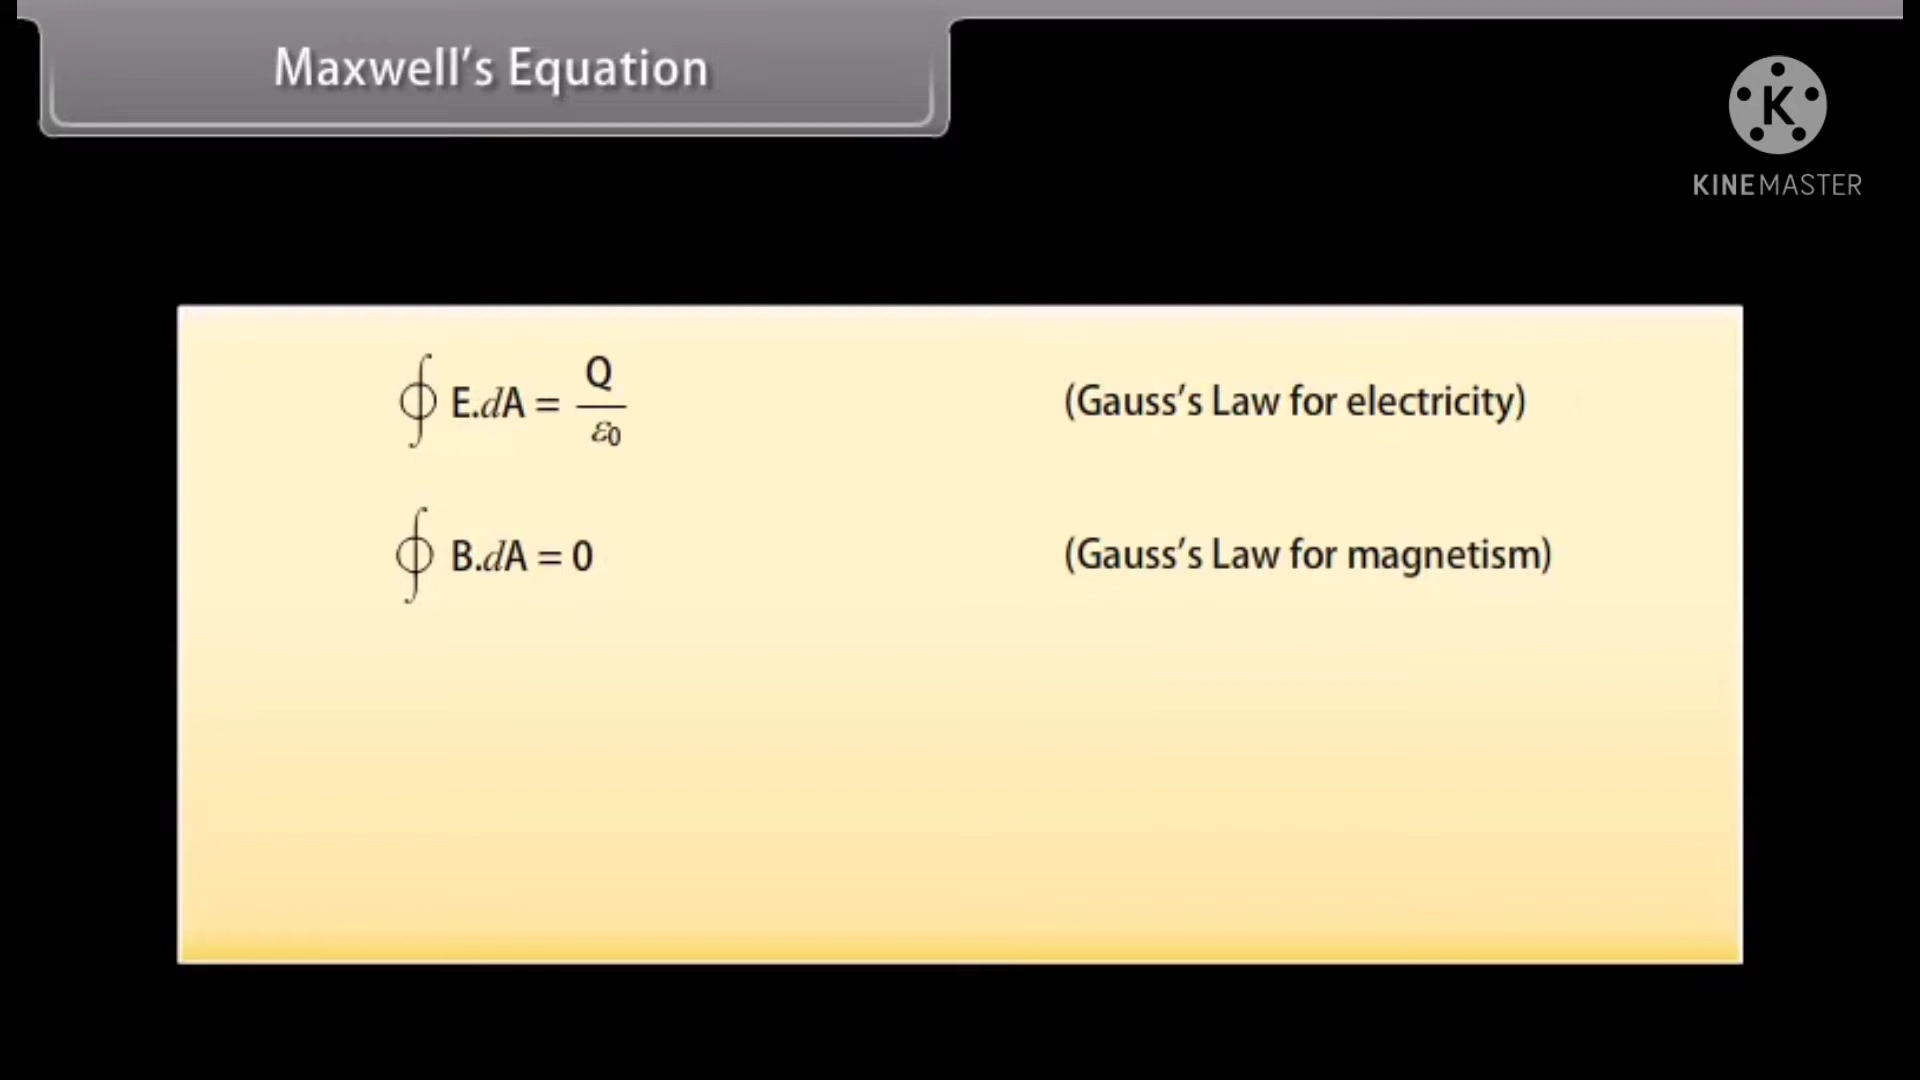 Maxwell's Equation
K
KINEMASTER
∮ E.dA = Q/ε0 (Gauss's Law for electricity)
∮ B.dA = 0 (Gauss's Law for magnetism)